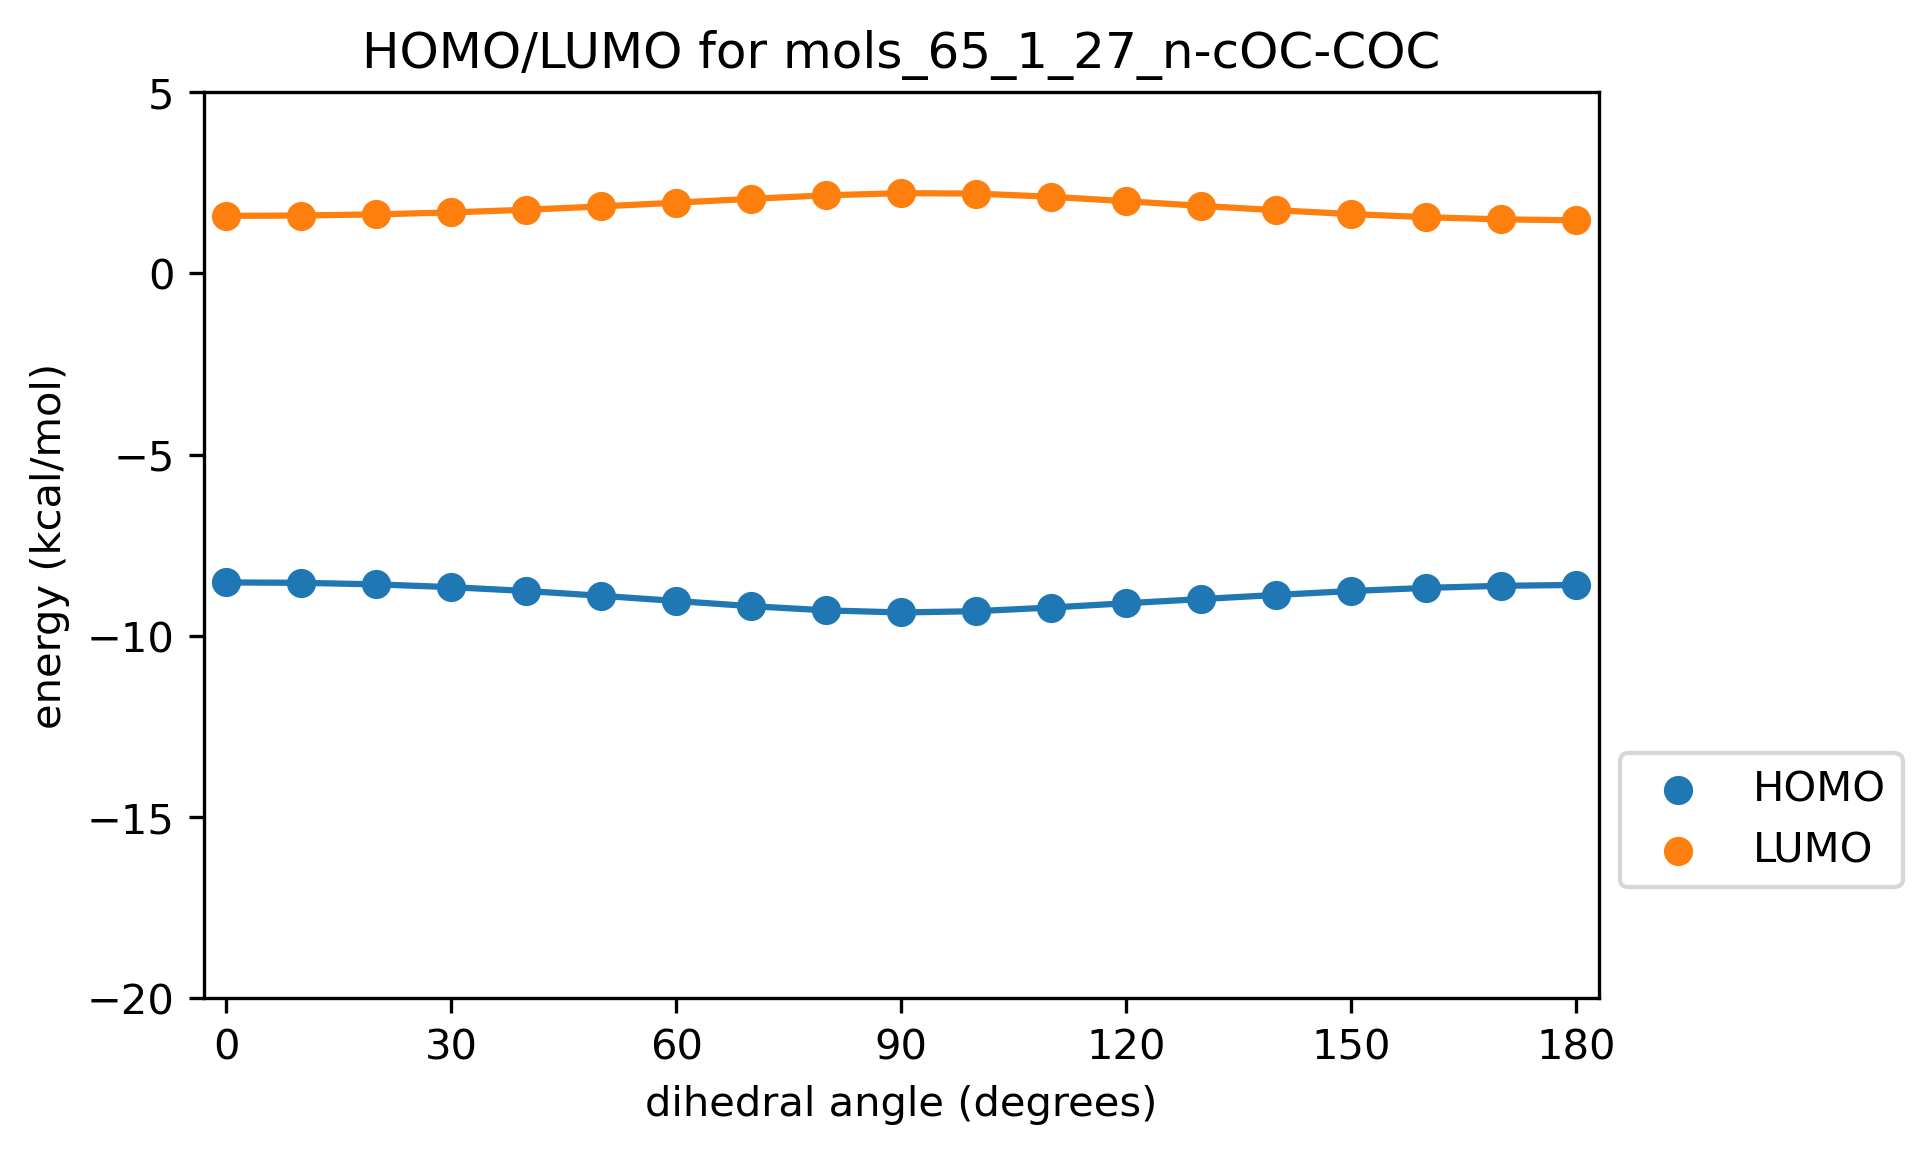 HOMO/LUMO for mols_65_1_27_n-cOC-COC
5
0
−5
−10
−15
−20
energy (kcal/mol)
0 30 60 90 120 150 180
dihedral angle (degrees)
HOMO
LUMO